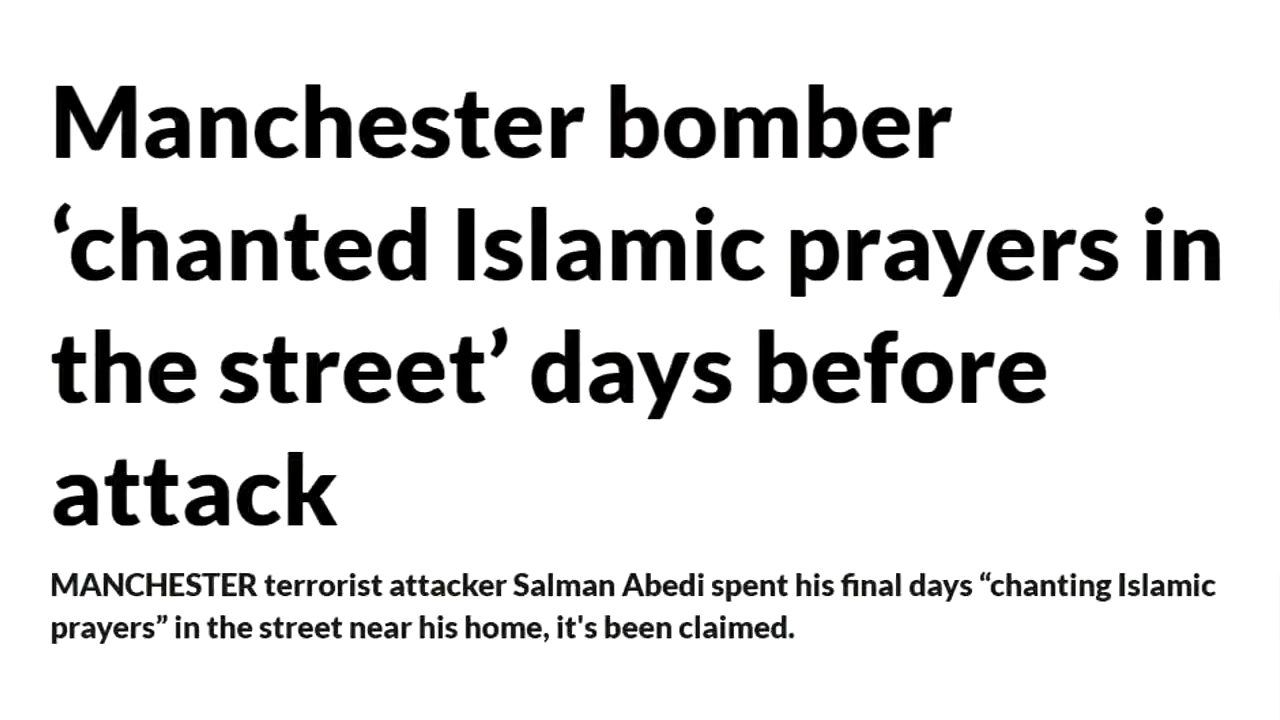 Manchester bomber
‘chanted Islamic prayers in
the street’ days before
attack
MANCHESTER terrorist attacker Salman Abedi spent his final days “chanting Islamic
prayers” in the street near his home, it's been claimed.